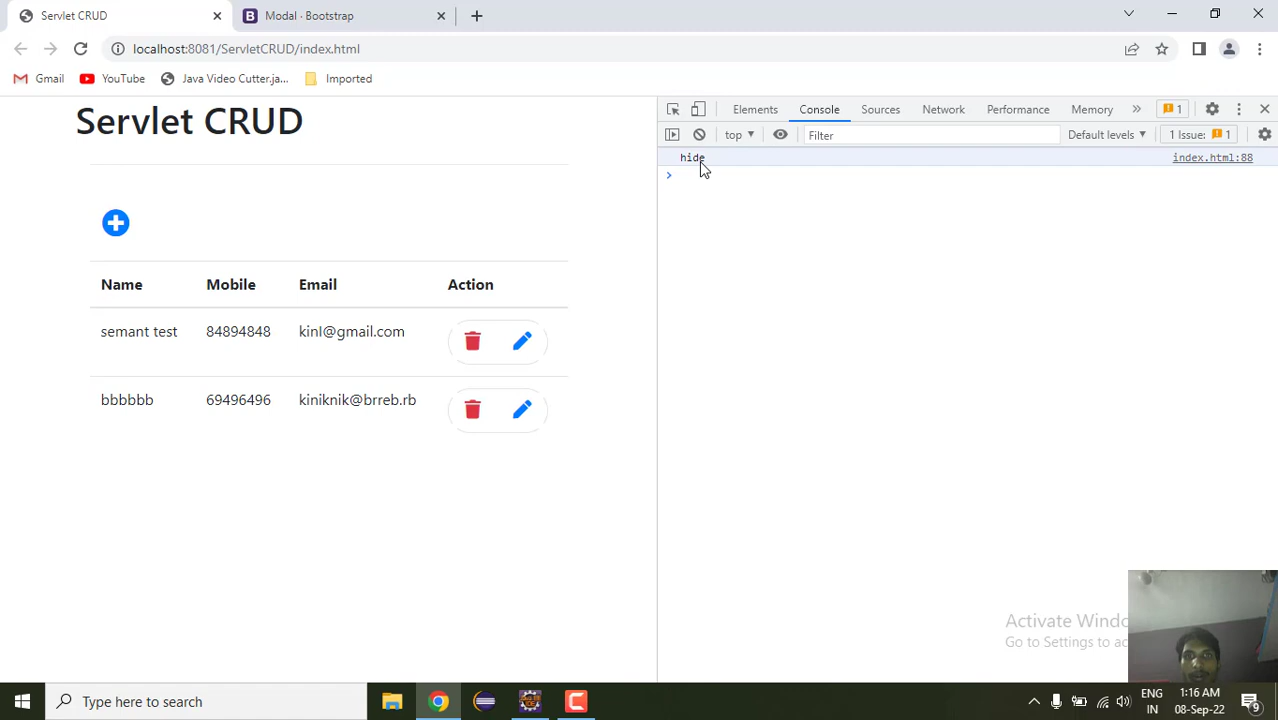 Servlet CRUD
Modal · Bootstrap
localhost:8081/ServletCRUD/index.html
Gmail
YouTube
Java Video Cutter.ja...
Imported
Servlet CRUD
Elements
Console
Sources
Network
Performance
Memory
1
top
Filter
Default levels
1 Issue:
1
hide
index.html:88
Name
Mobile
Email
Action
semant test
84894848
kinl@gmail.com
bbbbbb
69496496
kiniknik@brreb.rb
Activate Windo
Go to Settings to ac
Type here to search
ENG
IN
1:16 AM
08-Sep-22
9